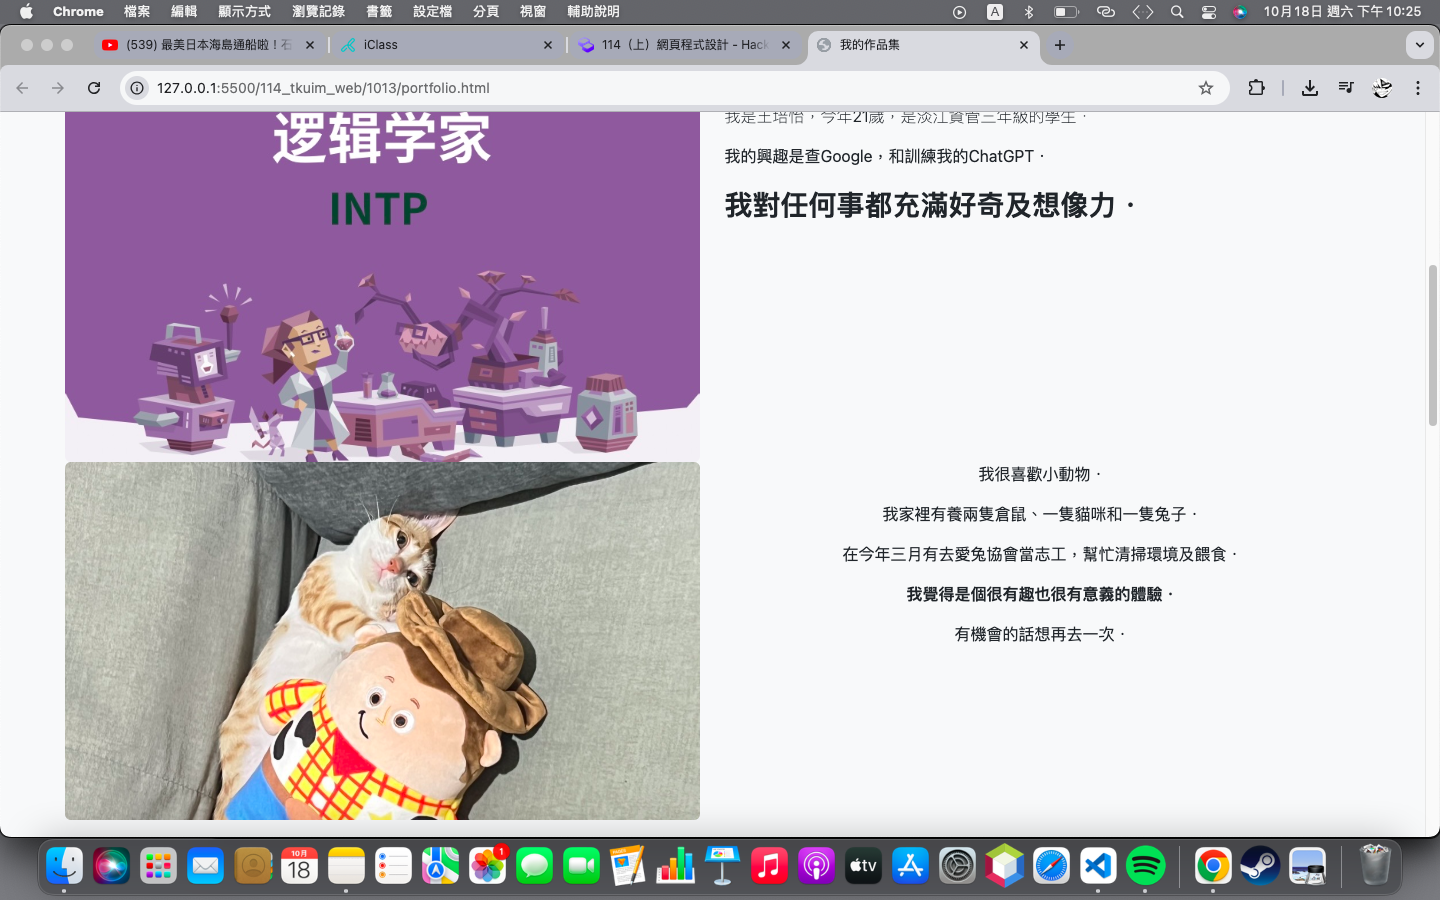 Chrome 檔案 編輯 顯示方式 瀏覽記錄 書籤 設定檔 分頁 視窗 輔助說明 A 10月18日 週六 下午 10:25
(539) 最美日本海島通船啦！石 iClass 114（上）網頁程式設計 - Hack 我的作品集
127.0.0.1:5500/114_tkuim_web/1013/portfolio.html
逻辑学家
INTP
我是王培怡，今年21歲，是淡江資管三年級的學生．
我的興趣是查Google，和訓練我的ChatGPT．
我對任何事都充滿好奇及想像力．
我很喜歡小動物．
我家裡有養兩隻倉鼠、一隻貓咪和一隻兔子．
在今年三月有去愛兔協會當志工，幫忙清掃環境及餵食．
我覺得是個很有趣也很有意義的體驗．
有機會的話想再去一次．
10月
18
1
tv